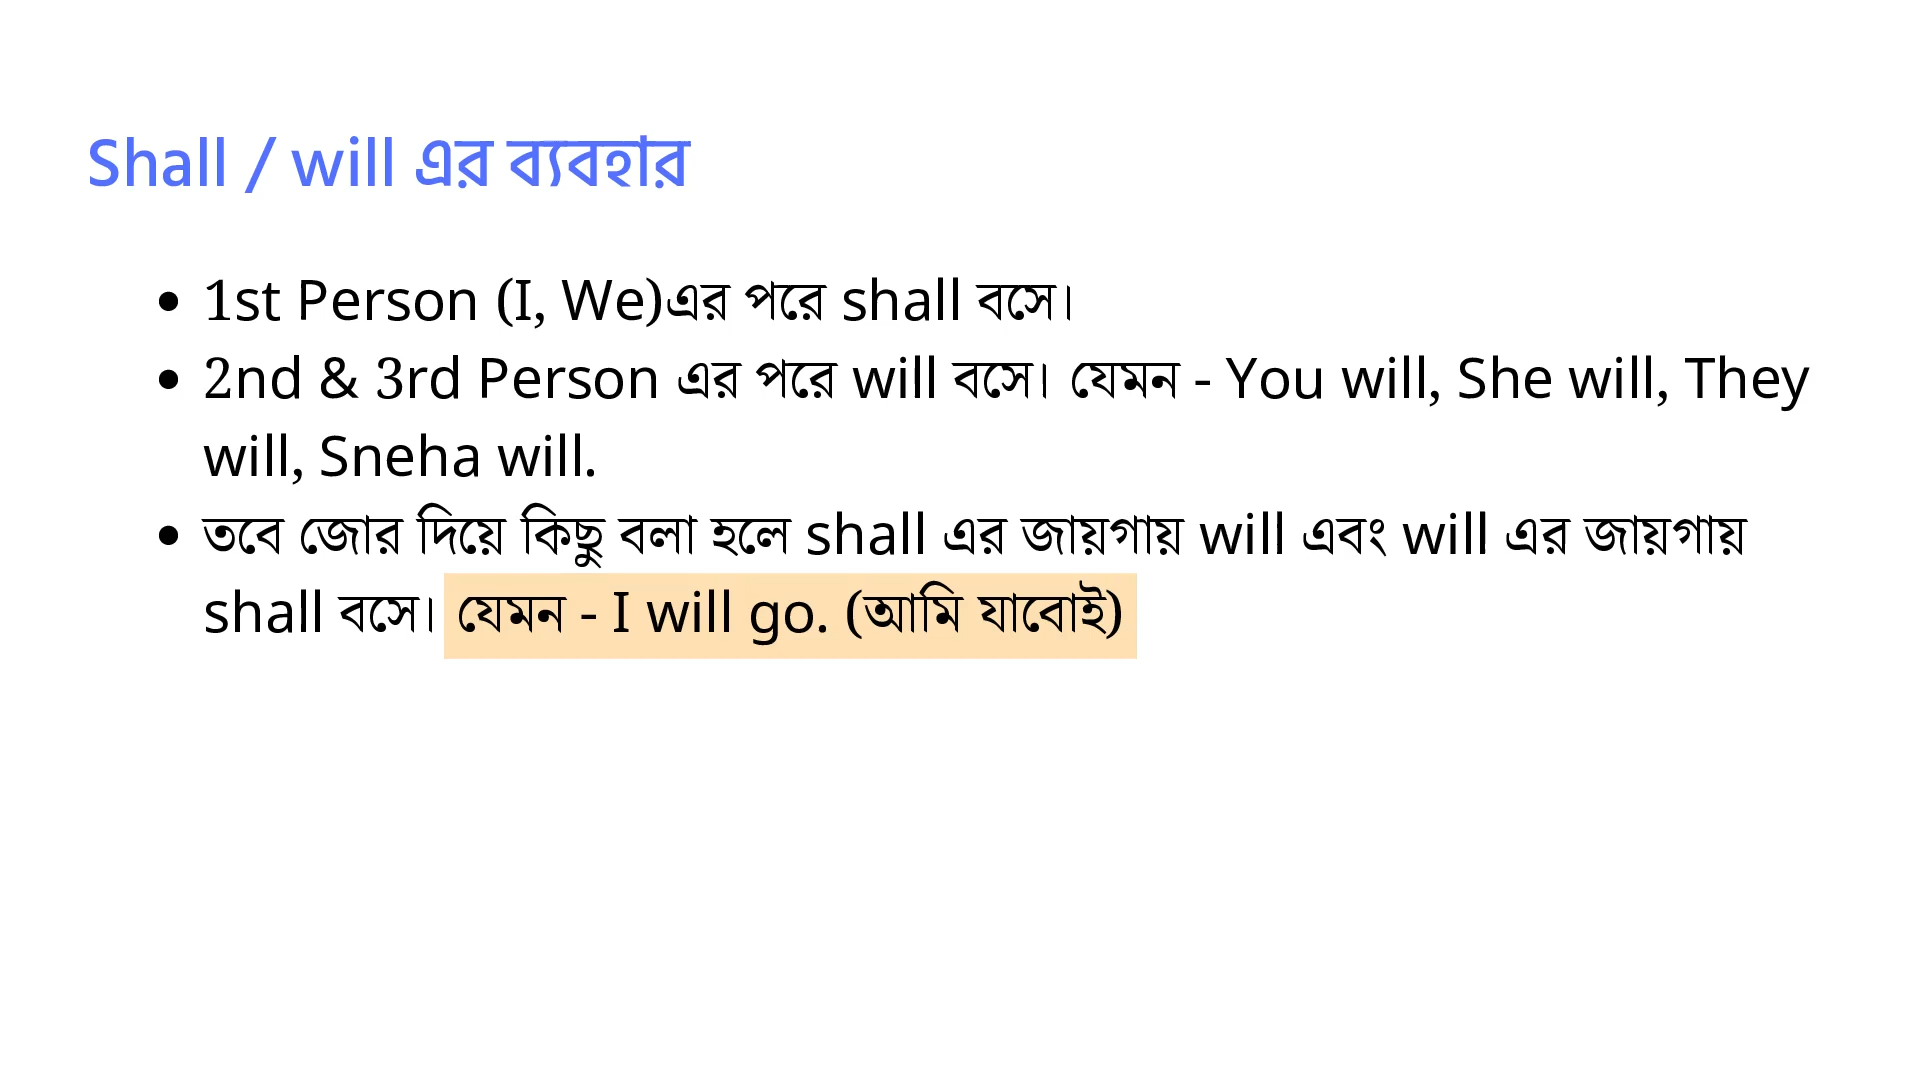 Shall / will এর ব্যবহার
• 1st Person (I, We)এর পরে shall বসে।
• 2nd & 3rd Person এর পরে will বসে। যেমন - You will, She will, They
will, Sneha will.
• তবে জোর দিয়ে কিছু বলা হলে shall এর জায়গায় will এবং will এর জায়গায়
shall বসে। যেমন - I will go. (আমি যাবোই)